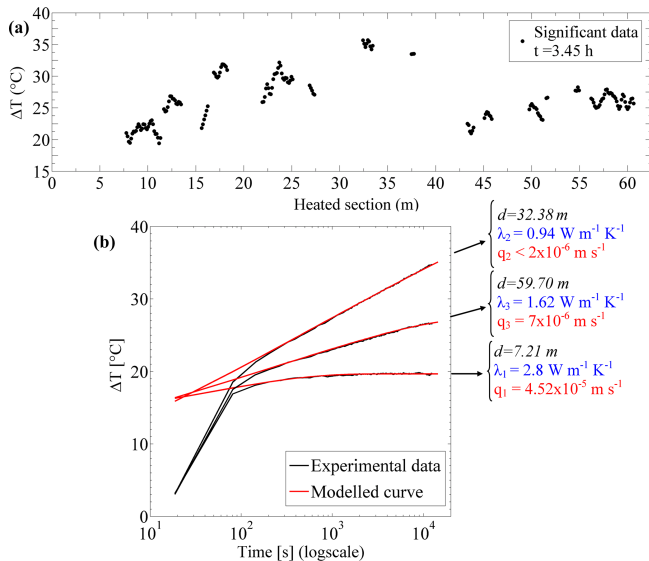 (a)
40
35
30
25
20
15
ΔT (°C)
Significant data
t =3.45 h
0 5 10 15 20 25 30 35 40 45 50 55 60
Heated section (m)
(b)
40
30
20
10
0
ΔT [°C]
Experimental data
Modelled curve
10¹ 10² 10³ 10⁴
Time [s] (logscale)
d=32.38 m
λ₂ = 0.94 W m⁻¹ K⁻¹
q₂ < 2x10⁻⁶ m s⁻¹
d=59.70 m
λ₃ = 1.62 W m⁻¹ K⁻¹
q₃ = 7x10⁻⁶ m s⁻¹
d=7.21 m
λ₁ = 2.8 W m⁻¹ K⁻¹
q₁ = 4.52x10⁻⁵ m s⁻¹